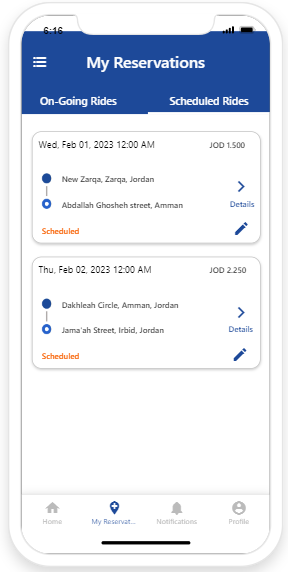 6:16
My Reservations
On-Going Rides Scheduled Rides
Wed, Feb 01, 2023 12:00 AM JOD 1.500
New Zarqa, Zarqa, Jordan
Abdallah Ghosheh street, Amman Details
Scheduled
Thu, Feb 02, 2023 12:00 AM JOD 2.250
Dakhleah Circle, Amman, Jordan
Jama'ah Street, Irbid, Jordan Details
Scheduled
Home My Reservat... Notifications Profile